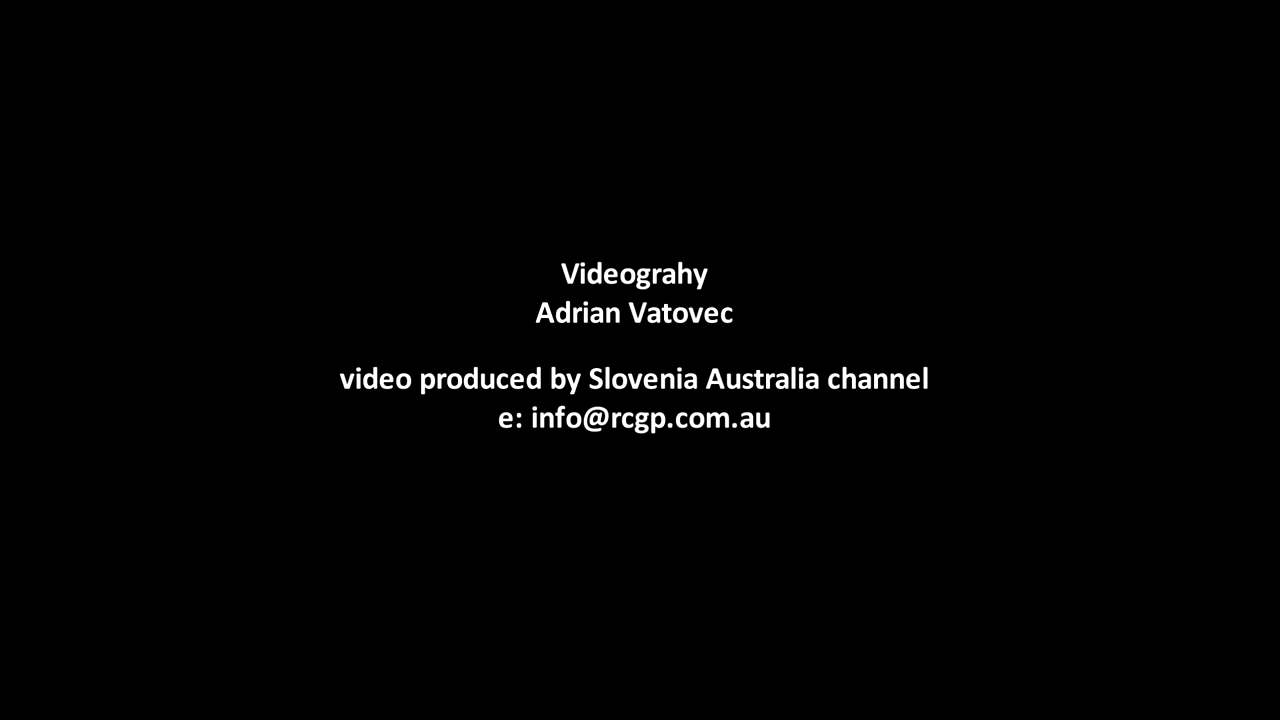 Videograhy
Adrian Vatovec
video produced by Slovenia Australia channel
e: info@rcgp.com.au